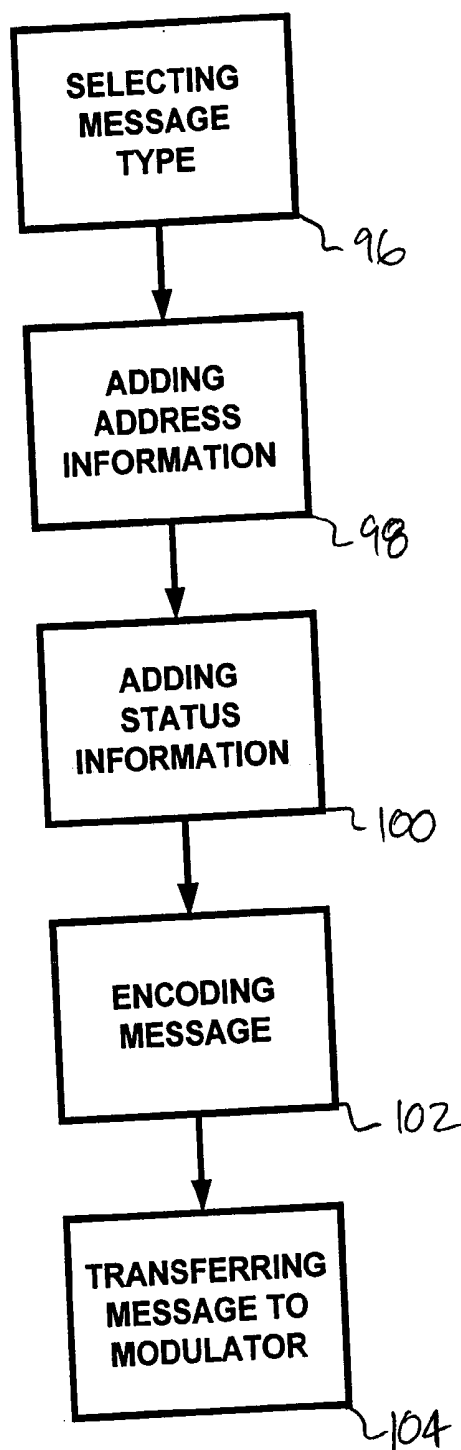 SELECTING
MESSAGE
TYPE
96
ADDING
ADDRESS
INFORMATION
98
ADDING
STATUS
INFORMATION
100
ENCODING
MESSAGE
102
TRANSFERRING
MESSAGE TO
MODULATOR
104